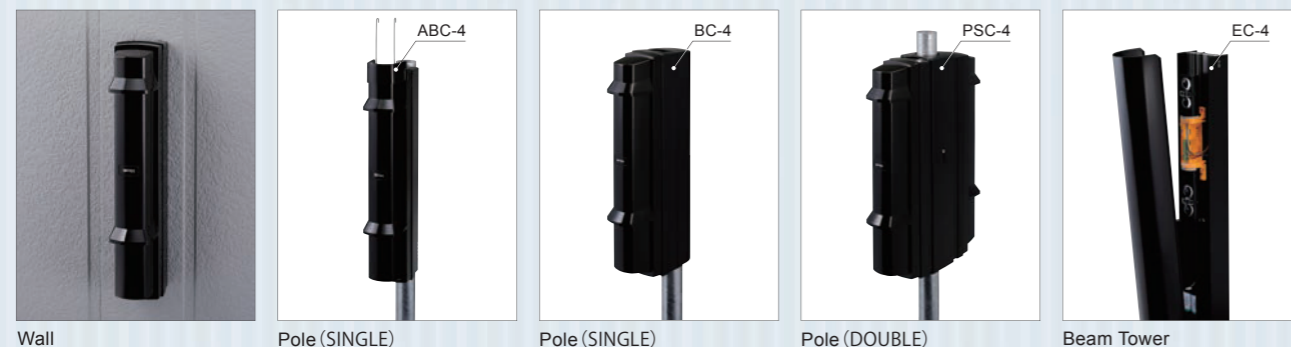 ABC-4
BC-4
PSC-4
EC-4
Wall
Pole（SINGLE）
Pole（SINGLE）
Pole（DOUBLE）
Beam Tower